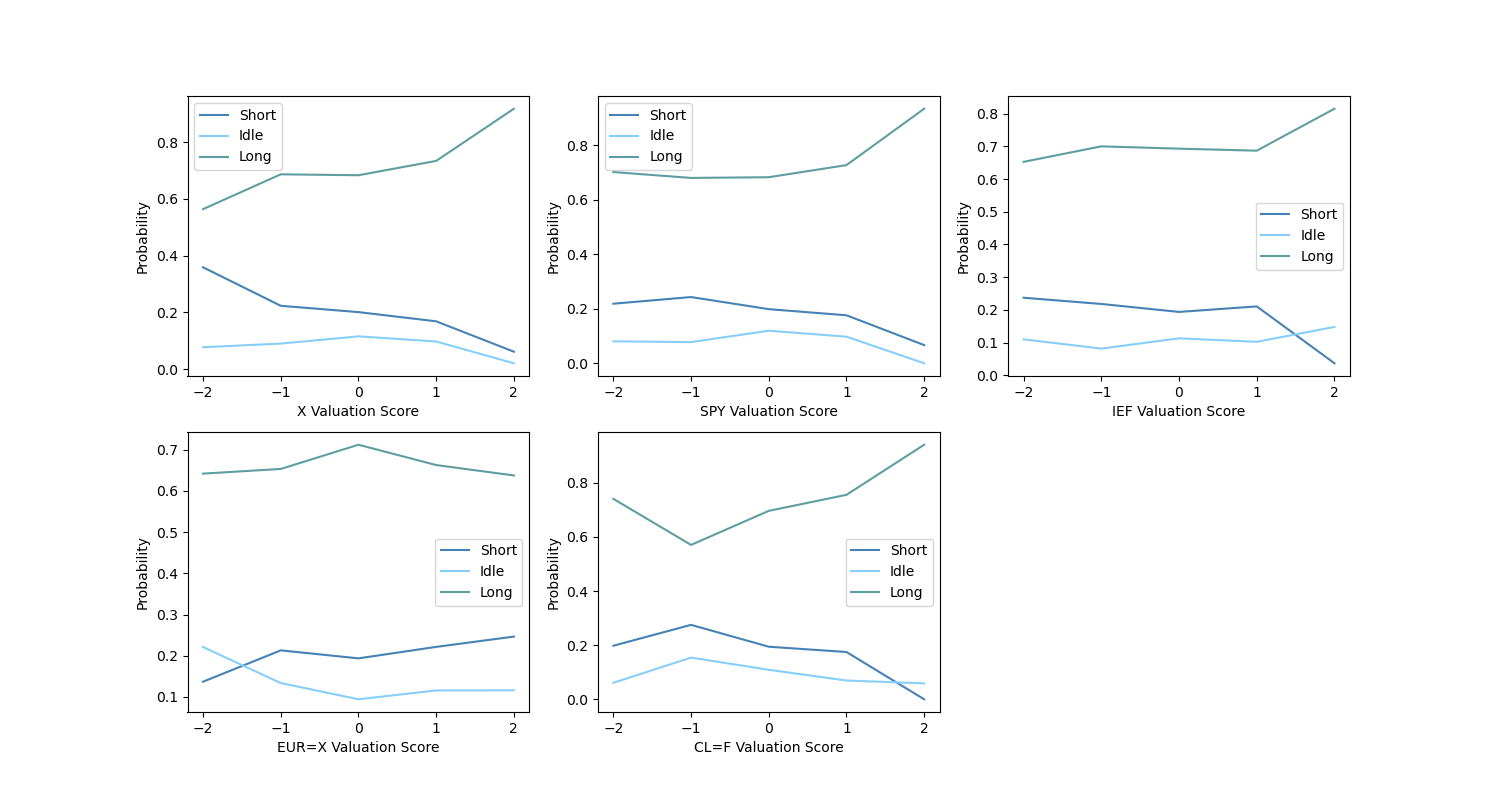 Short
Idle
Long
0.8
0.6
0.4
0.2
0.0
Probability
−2 −1 0 1 2
X Valuation Score
Short
Idle
Long
0.8
0.6
0.4
0.2
0.0
Probability
−2 −1 0 1 2
SPY Valuation Score
0.8
0.7
0.6
0.5
0.4
0.3
0.2
0.1
0.0
Probability
Short
Idle
Long
−2 −1 0 1 2
IEF Valuation Score
0.7
0.6
0.5
0.4
0.3
0.2
0.1
Probability
Short
Idle
Long
−2 −1 0 1 2
EUR=X Valuation Score
0.8
0.6
0.4
0.2
0.0
Probability
Short
Idle
Long
−2 −1 0 1 2
CL=F Valuation Score